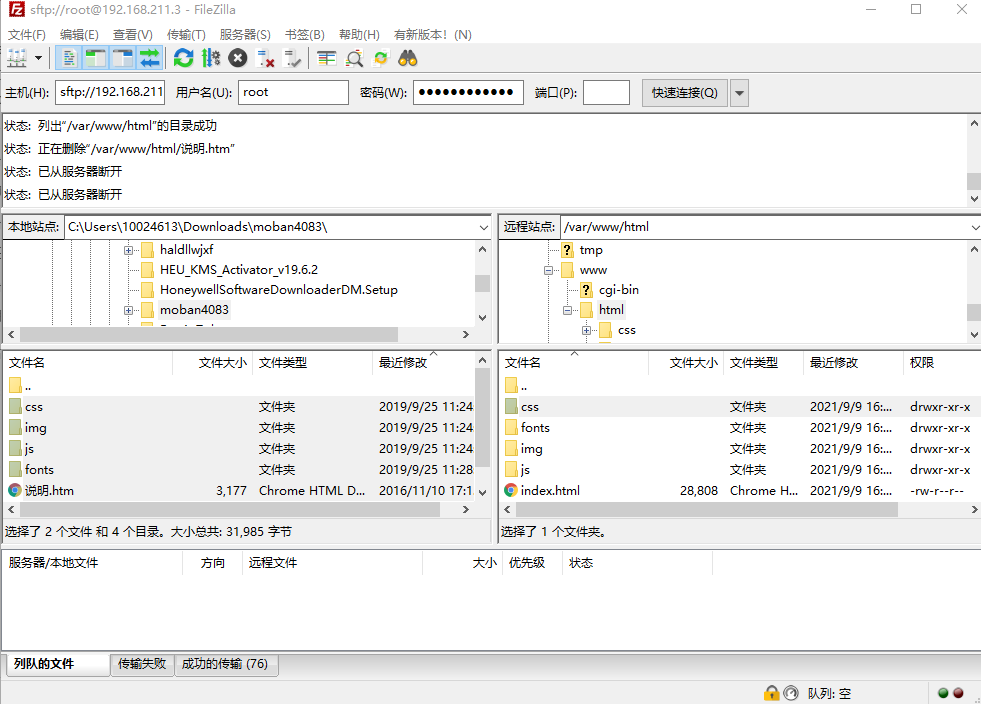 sftp://root@192.168.211.3 - FileZilla
文件(F) 编辑(E) 查看(V) 传输(T) 服务器(S) 书签(B) 帮助(H) 有新版本! (N)
主机(H): sftp://192.168.211 用户名(U): root 密码(W): ●●●●●●●●●●●● 端口(P): 快速连接(Q)
状态: 列出“/var/www/html”的目录成功
状态: 正在删除“/var/www/html/说明.htm”
状态: 已从服务器断开
状态: 已从服务器断开
本地站点: C:\Users\10024613\Downloads\moban4083\
haldllwjxf
HEU_KMS_Activator_v19.6.2
HoneywellSoftwareDownloaderDM.Setup
moban4083
远程站点: /var/www/html
tmp
www
cgi-bin
html
css
文件名 文件大小 文件类型 最近修改
..
css 文件夹 2019/9/25 11:24
img 文件夹 2019/9/25 11:24
js 文件夹 2019/9/25 11:24
fonts 文件夹 2019/9/25 11:28
说明.htm 3,177 Chrome HTML D... 2016/11/10 17:1
选择了 2 个文件 和 4 个目录。大小总共: 31,985 字节
文件名 文件大小 文件类型 最近修改 权限
..
css 文件夹 2021/9/9 16:... drwxr-xr-x
fonts 文件夹 2021/9/9 16:... drwxr-xr-x
img 文件夹 2021/9/9 16:... drwxr-xr-x
js 文件夹 2021/9/9 16:... drwxr-xr-x
index.html 28,808 Chrome H... 2021/9/9 16:... -rw-r--r--
选择了 1 个文件夹。
服务器/本地文件 方向 远程文件 大小 优先级 状态
列队的文件 传输失败 成功的传输 (76)
队列: 空